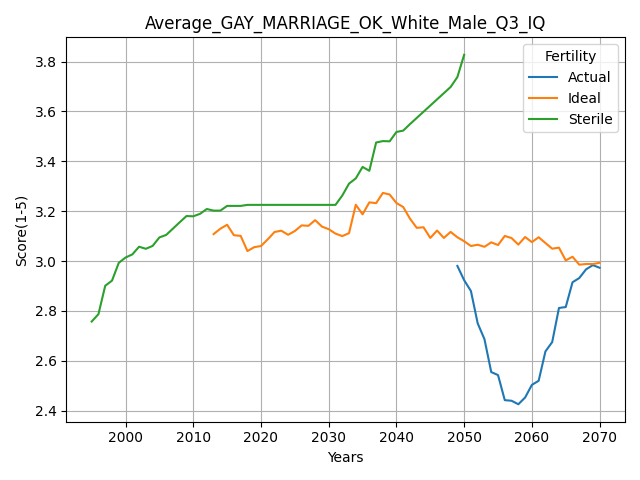 Average_GAY_MARRIAGE_OK_White_Male_Q3_IQ
Fertility
Actual
Ideal
Sterile
Score(1-5)
3.8
3.6
3.4
3.2
3.0
2.8
2.6
2.4
2000 2010 2020 2030 2040 2050 2060 2070
Years